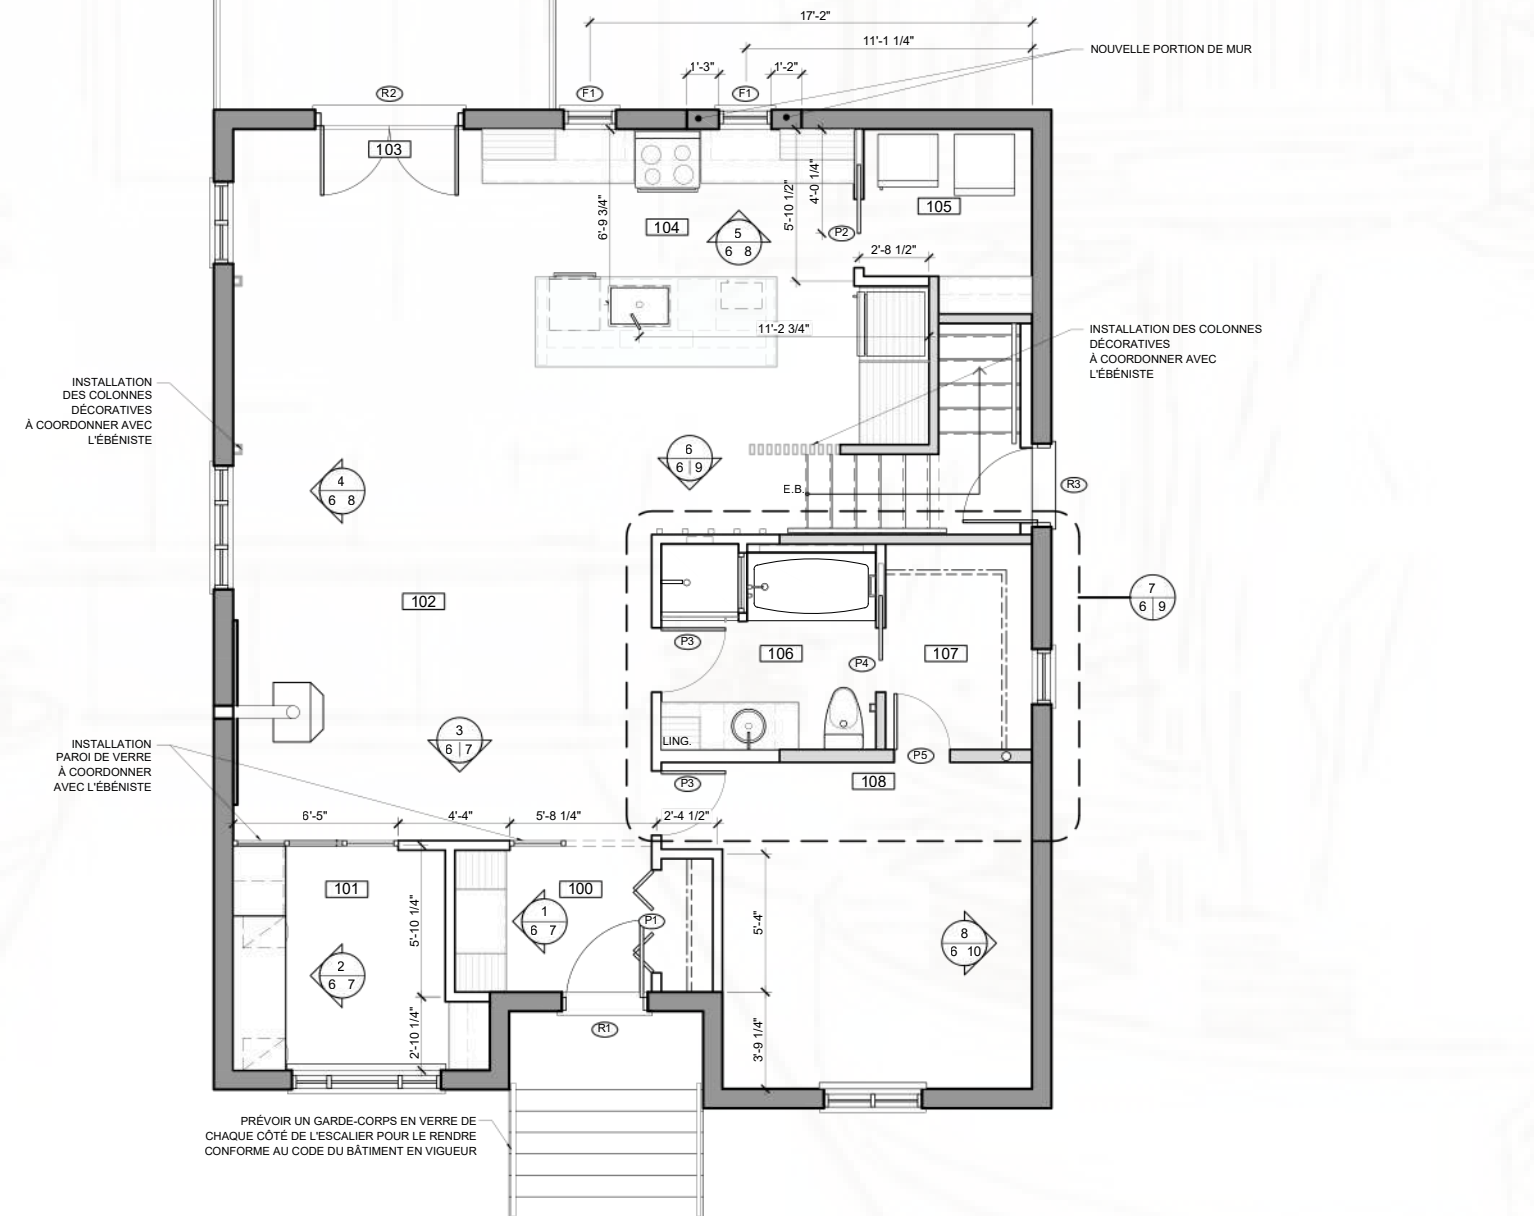 17'-2"
11'-1 1/4"
NOUVELLE PORTION DE MUR
1'-3"
1'-2"
R2
F1
F1
103
104
105
6'-9 3/4"
5'-10 1/2"
4'-0 1/4"
5
6 8
P2
2'-8 1/2"
11'-2 3/4"
INSTALLATION DES COLONNES
DÉCORATIVES
À COORDONNER AVEC
L'ÉBÉNISTE
INSTALLATION
DES COLONNES
DÉCORATIVES
À COORDONNER AVEC
L'ÉBÉNISTE
4
6 8
6
6 9
E.B.
R3
102
7
6 9
P3
106
P4
107
3
6 7
LING.
P5
P3
108
INSTALLATION
PAROI DE VERRE
À COORDONNER
AVEC L'ÉBÉNISTE
6'-5"
4'-4"
5'-8 1/4"
2'-4 1/2"
101
100
5'-10 1/4"
1
6 7
P1
5'-4"
8
6 10
2
6 7
2'-10 1/4"
R1
3'-9 1/4"
PRÉVOIR UN GARDE-CORPS EN VERRE DE
CHAQUE CÔTÉ DE L'ESCALIER POUR LE RENDRE
CONFORME AU CODE DU BÂTIMENT EN VIGUEUR